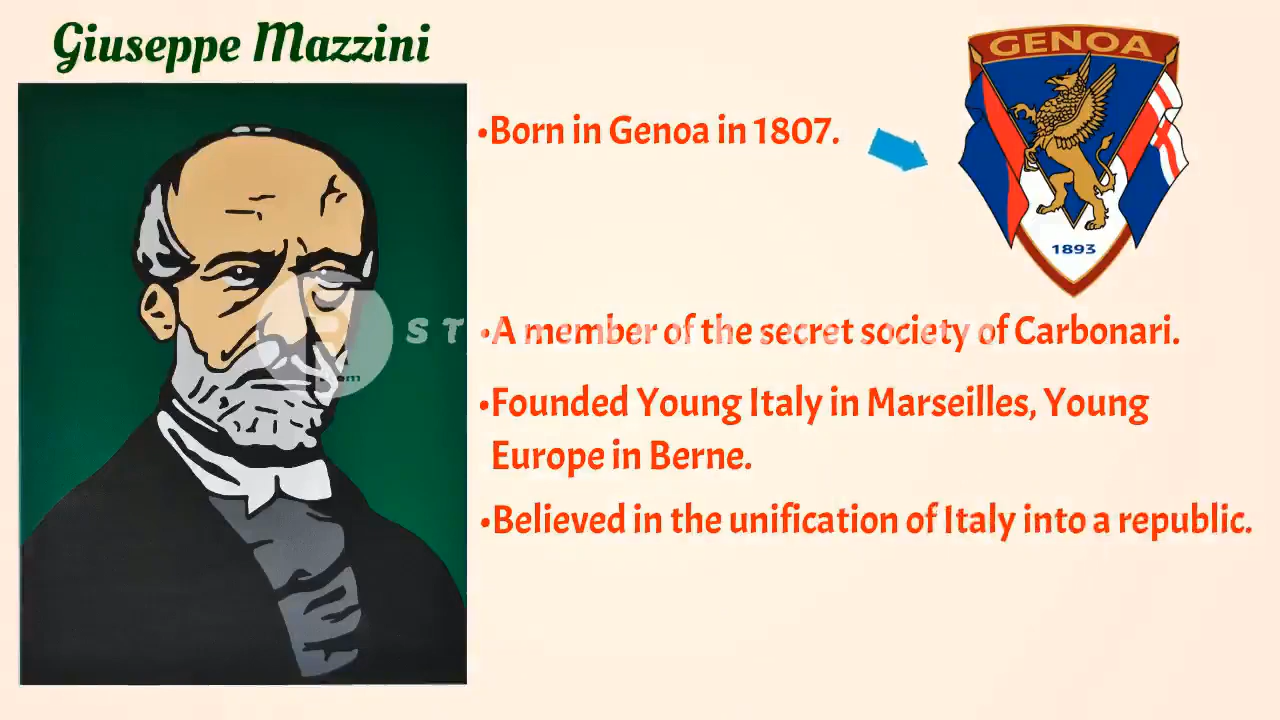 Giuseppe Mazzini
GENOA
•Born in Genoa in 1807.
1893
•A member of the secret society of Carbonari.
•Founded Young Italy in Marseilles, Young
Europe in Berne.
•Believed in the unification of Italy into a republic.